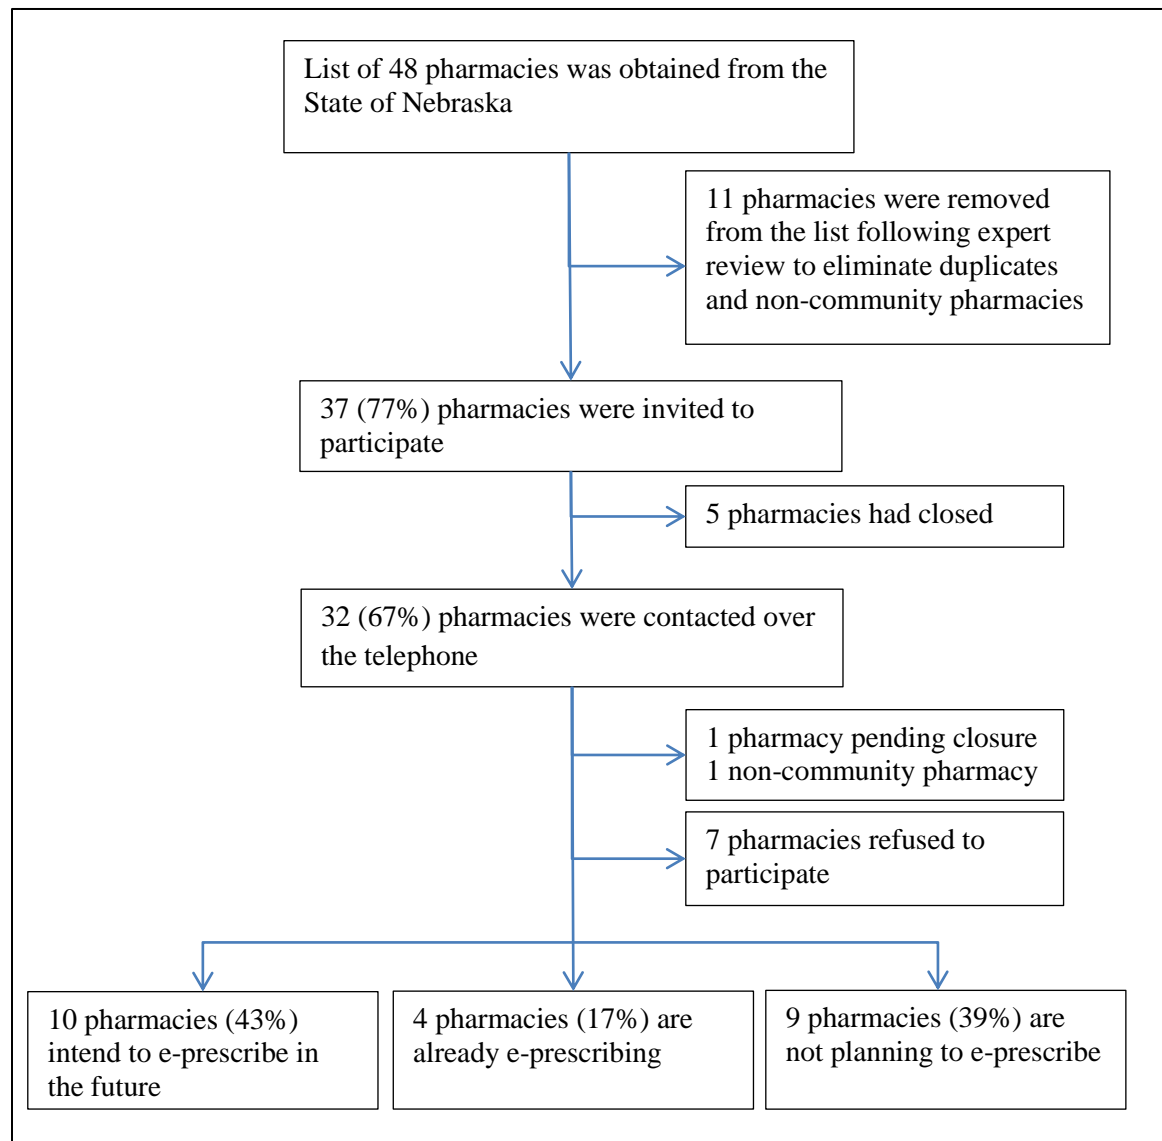 List of 48 pharmacies was obtained from the
State of Nebraska
11 pharmacies were removed
from the list following expert
review to eliminate duplicates
and non-community pharmacies
37 (77%) pharmacies were invited to
participate
5 pharmacies had closed
32 (67%) pharmacies were contacted over
the telephone
1 pharmacy pending closure
1 non-community pharmacy
7 pharmacies refused to
participate
10 pharmacies (43%)
intend to e-prescribe in
the future
4 pharmacies (17%) are
already e-prescribing
9 pharmacies (39%) are
not planning to e-prescribe